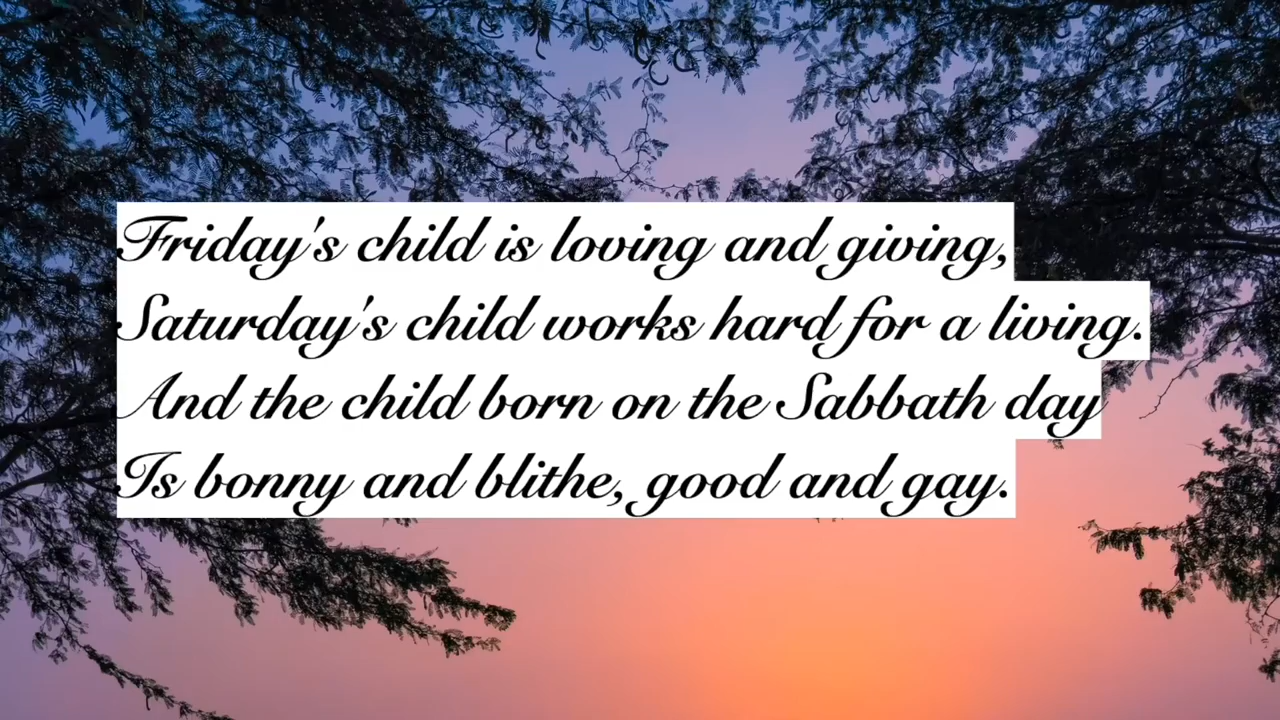 Friday's child is loving and giving,
Saturday's child works hard for a living.
And the child born on the Sabbath day
Is bonny and blithe, good and gay.